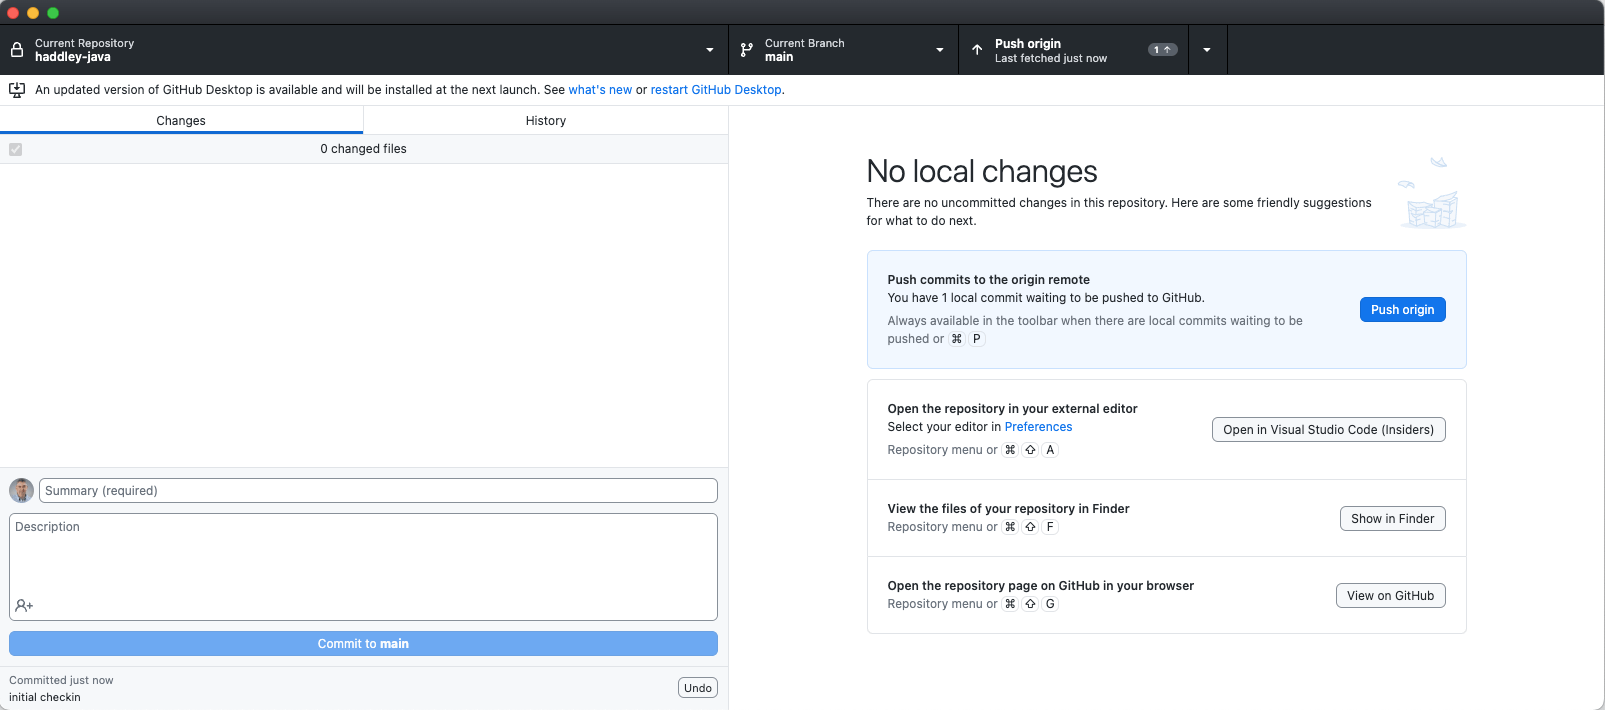 Current Repository
haddley-java
Current Branch
main
Push origin
Last fetched just now
1 ↑
An updated version of GitHub Desktop is available and will be installed at the next launch. See what's new or restart GitHub Desktop.
Changes
History
0 changed files
No local changes
There are no uncommitted changes in this repository. Here are some friendly suggestions
for what to do next.
Push commits to the origin remote
You have 1 local commit waiting to be pushed to GitHub.
Always available in the toolbar when there are local commits waiting to be
pushed or ⌘ P
Push origin
Open the repository in your external editor
Select your editor in Preferences
Repository menu or ⌘ ⇧ A
Open in Visual Studio Code (Insiders)
View the files of your repository in Finder
Repository menu or ⌘ ⇧ F
Show in Finder
Open the repository page on GitHub in your browser
Repository menu or ⌘ ⇧ G
View on GitHub
Summary (required)
Description
Commit to main
Committed just now
initial checkin
Undo